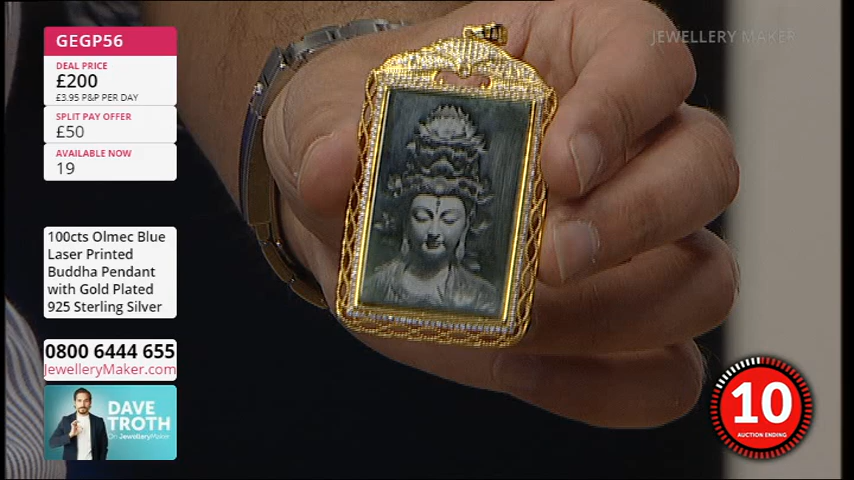 GEGP56
DEAL PRICE
£200
£3.95 P&P PER DAY
SPLIT PAY OFFER
£50
AVAILABLE NOW
19
100cts Olmec Blue
Laser Printed
Buddha Pendant
with Gold Plated
925 Sterling Silver
0800 6444 655
JewelleryMaker.com
DAVE
TROTH
On JewelleryMaker
JEWELLERY MAKER
10
AUCTION ENDING